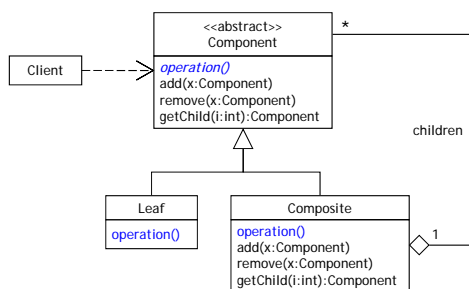 <<abstract>>
Component
*
Client
operation()
add(x:Component)
remove(x:Component)
getChild(i:int):Component
children
Leaf
operation()
Composite
operation()
add(x:Component)
remove(x:Component)
getChild(i:int):Component
1